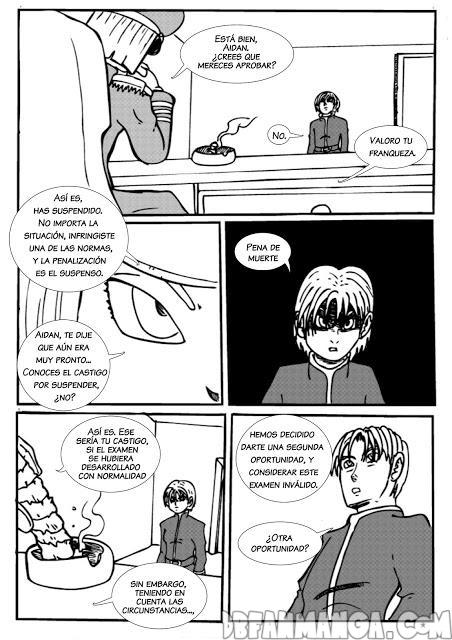 ESTÁ BIEN,
AIDAN.
¿CREES QUE
MERECES APROBAR?
NO.
VALORO TU
FRANQUEZA.
ASÍ ES,
HAS SUSPENDIDO.
NO IMPORTA LA
SITUACIÓN, INFRINGISTE
UNA DE LAS NORMAS,
Y LA PENALIZACIÓN
ES EL SUSPENSO.
AIDAN, TE DIJE
QUE AÚN ERA
MUY PRONTO...
CONOCES EL CASTIGO
POR SUSPENDER,
¿NO?
PENA DE
MUERTE
ASÍ ES. ESE
SERÍA TU CASTIGO,
SI EL EXAMEN
SE HUBIERA
DESARROLLADO
CON NORMALIDAD
SIN EMBARGO,
TENIENDO EN
CUENTA LAS
CIRCUNSTANCIAS...,
HEMOS DECIDIDO
DARTE UNA SEGUNDA
OPORTUNIDAD, Y
CONSIDERAR ESTE
EXAMEN INVÁLIDO.
¿OTRA
OPORTUNIDAD?
DBFANMANGA.COM